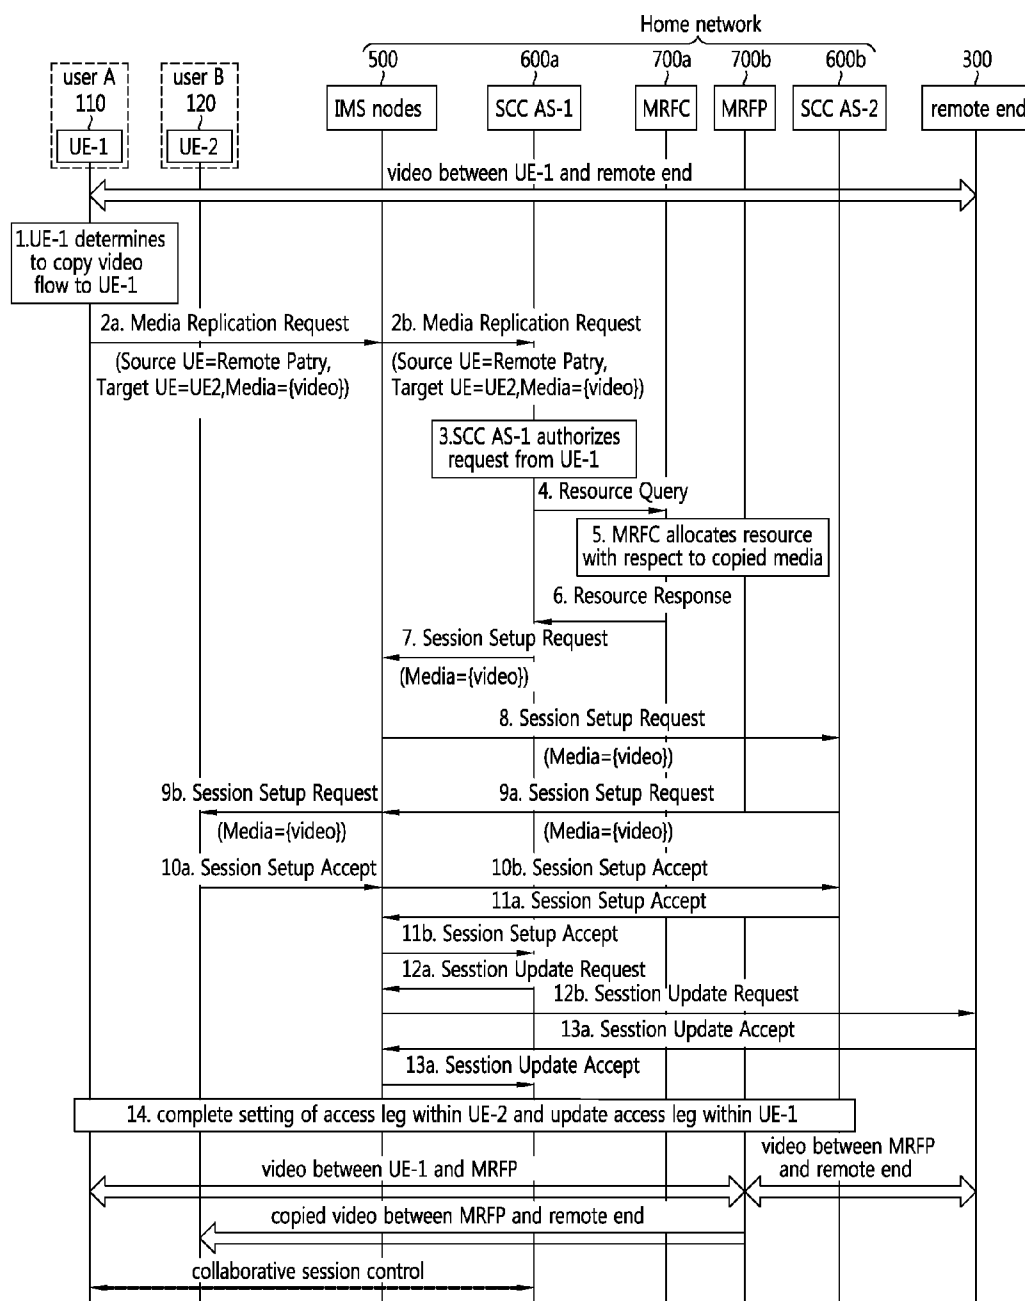 Home network
user A
user B
110
120
500
600a
700a
700b
600b
300
UE-1
UE-2
IMS nodes
SCC AS-1
MRFC
MRFP
SCC AS-2
remote end
video between UE-1 and remote end
1.UE-1 determines
to copy video
flow to UE-1
2a. Media Replication Request
2b. Media Replication Request
(Source UE=Remote Patry,
Target UE=UE2,Media={video})
(Source UE=Remote Patry,
Target UE=UE2,Media={video})
3.SCC AS-1 authorizes
request from UE-1
4. Resource Query
5. MRFC allocates resource
with respect to copied media
6. Resource Response
7. Session Setup Request
(Media={video})
8. Session Setup Request
(Media={video})
9b. Session Setup Request
9a. Session Setup Request
(Media={video})
(Media={video})
10a. Session Setup Accept
10b. Session Setup Accept
11a. Session Setup Accept
11b. Session Setup Accept
12a. Sesstion Update Request
12b. Sesstion Update Request
13a. Sesstion Update Accept
13a. Sesstion Update Accept
14. complete setting of access leg within UE-2 and update access leg within UE-1
video between UE-1 and MRFP
video between MRFP
and remote end
copied video between MRFP and remote end
collaborative session control